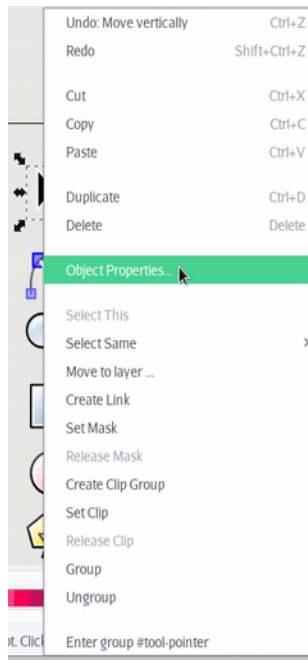 Undo: Move vertically Ctrl+Z
Redo Shift+Ctrl+Z
Cut Ctrl+X
Copy Ctrl+C
Paste Ctrl+V
Duplicate Ctrl+D
Delete Delete
Object Properties...
Select This
Select Same
Move to layer ...
Create Link
Set Mask
Release Mask
Create Clip Group
Set Clip
Release Clip
Group
Ungroup
ot. Click
Enter group #tool-pointer